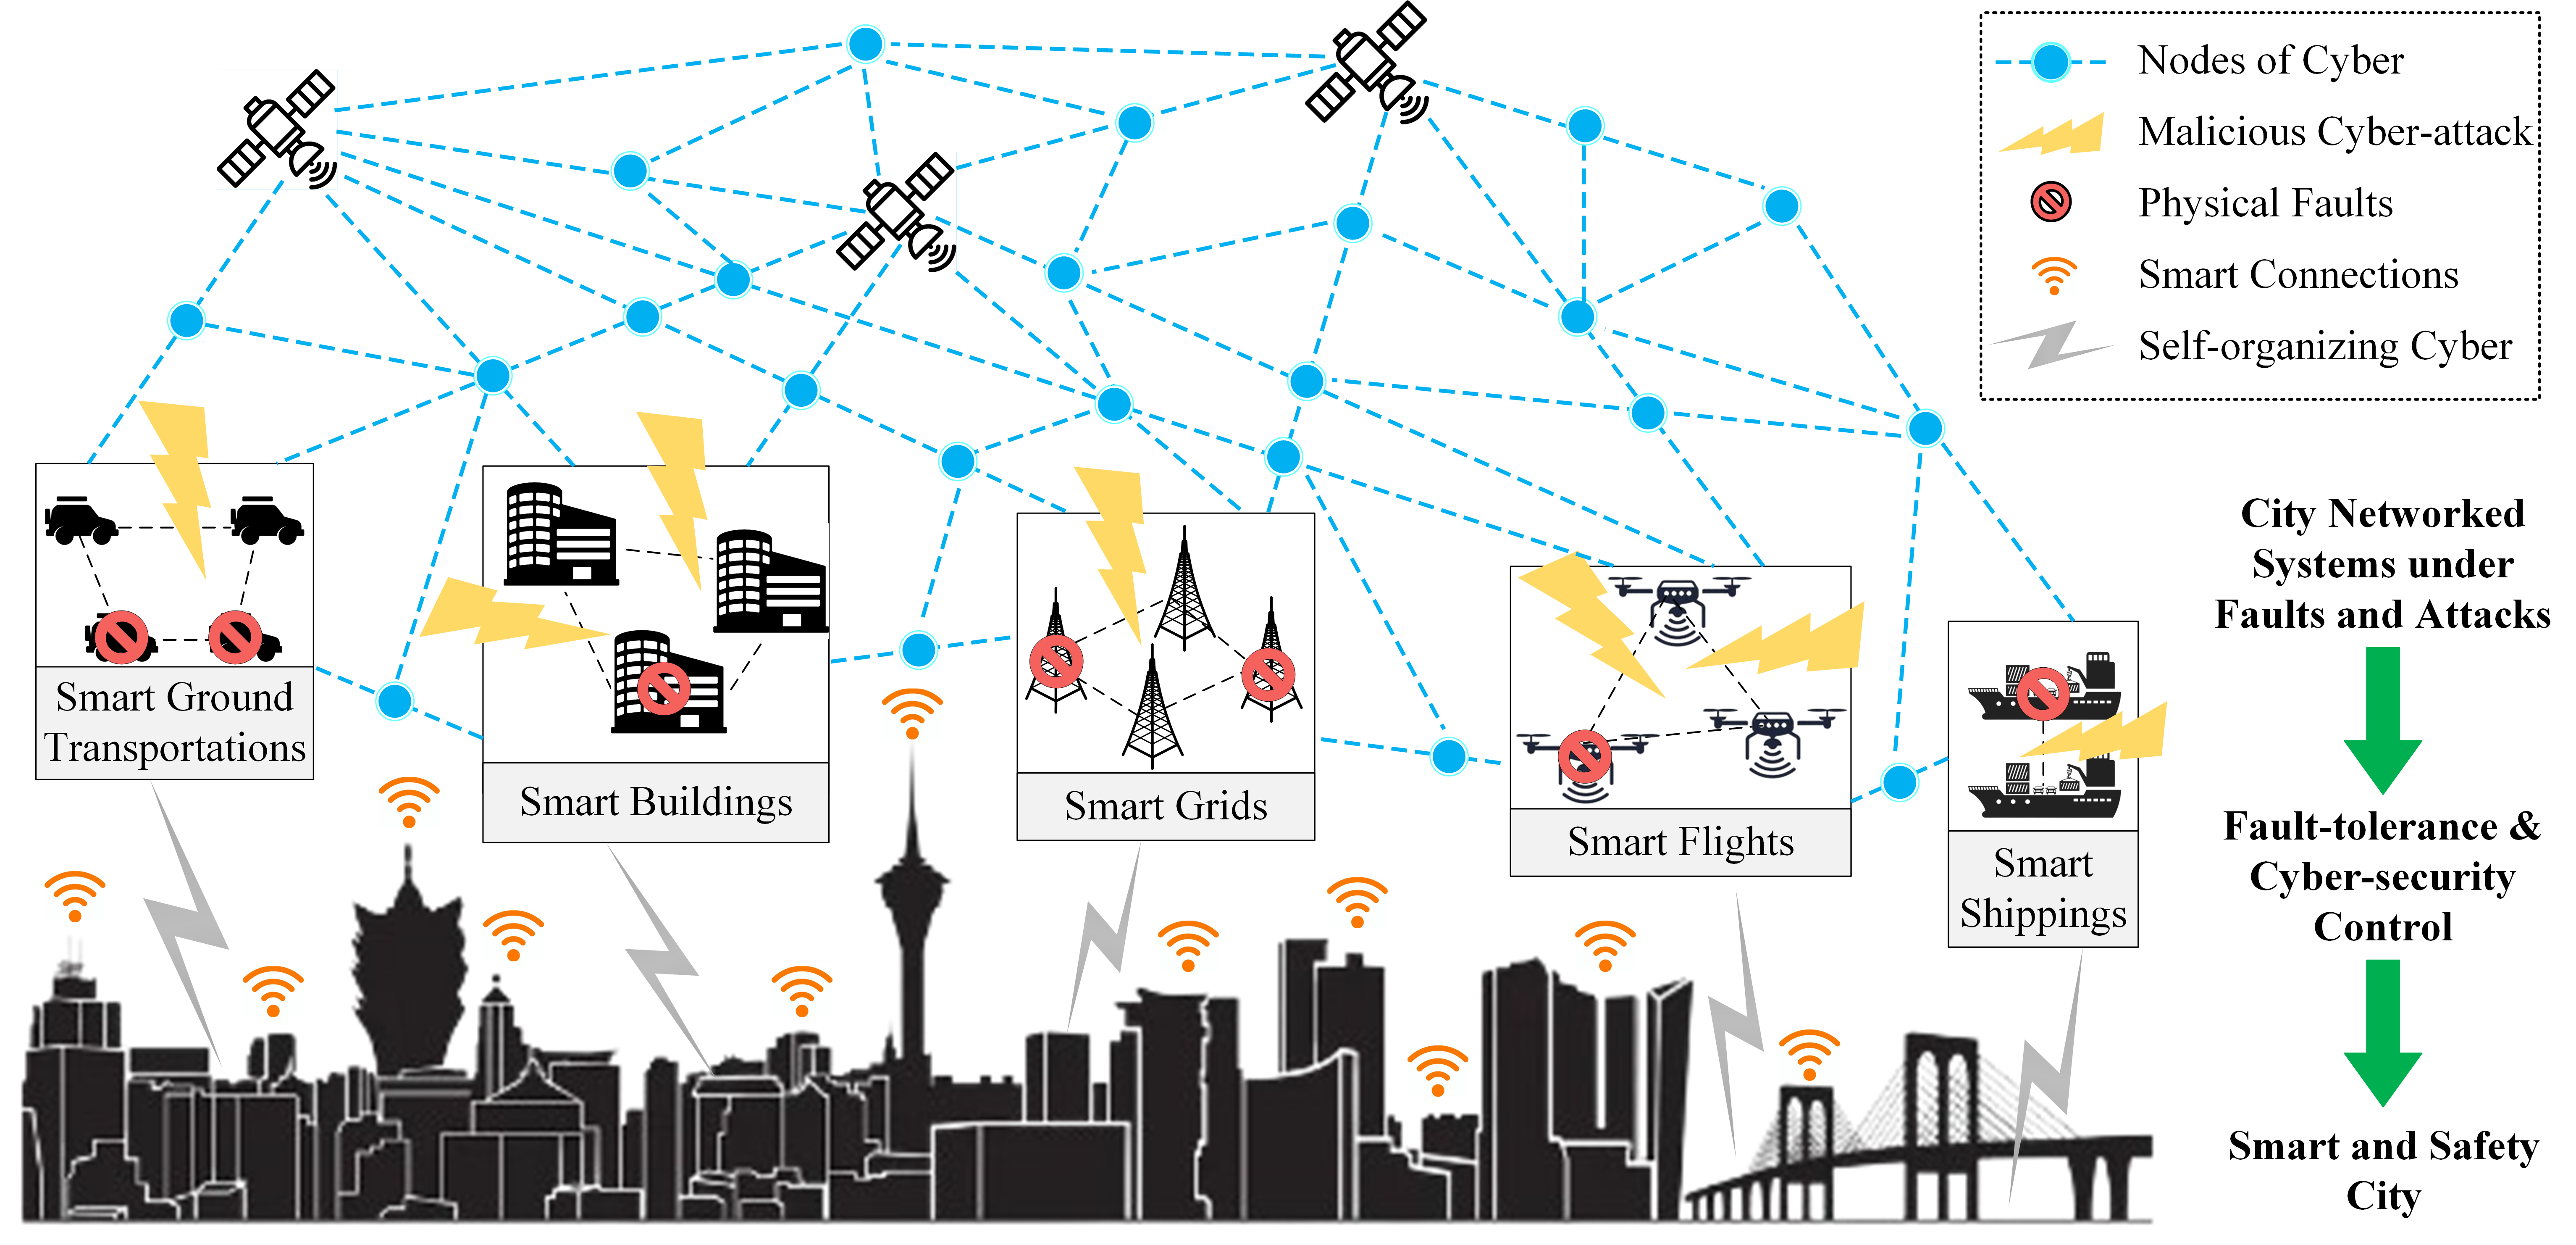 Nodes of Cyber
Malicious Cyber-attack
Physical Faults
Smart Connections
Self-organizing Cyber
Smart Ground
Transportations
Smart Buildings
Smart Grids
Smart Flights
Smart
Shippings
City Networked
Systems under
Faults and Attacks
Fault-tolerance &
Cyber-security
Control
Smart and Safety
City